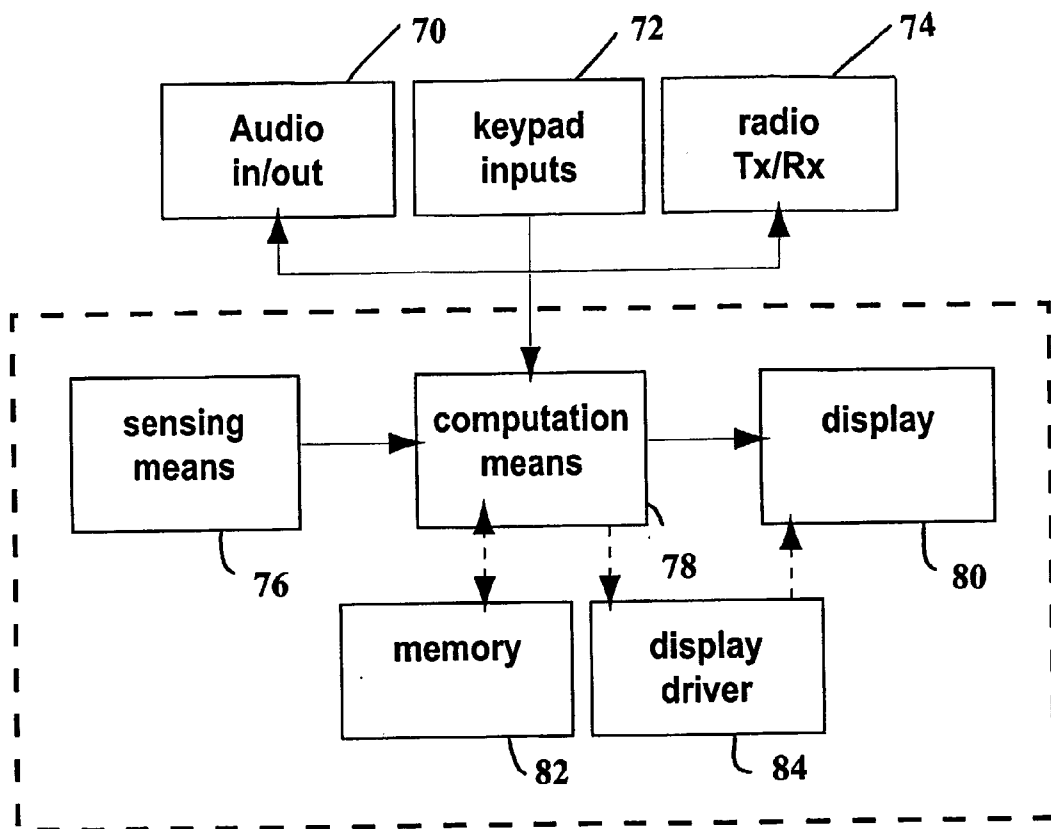 70
72
74
Audio
in/out
keypad
inputs
radio
Tx/Rx
sensing
means
computation
means
display
76
78
80
memory
display
driver
82
84